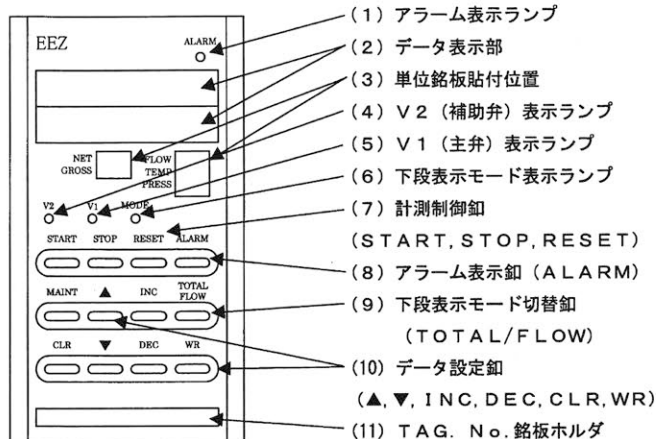 EEZ
ALARM
NET
GROSS
FLOW
TEMP
PRESS
V2 V1 MODE
START STOP RESET ALARM
MAINT ▲ INC TOTAL
FLOW
CLR ▼ DEC WR
(1) アラーム表示ランプ
(2) データ表示部
(3) 単位銘板貼付位置
(4) V2 (補助弁) 表示ランプ
(5) V1 (主弁) 表示ランプ
(6) 下段表示モード表示ランプ
(7) 計測制御釦
(START, STOP, RESET)
(8) アラーム表示釦 (ALARM)
(9) 下段表示モード切替釦
(TOTAL/FLOW)
(10) データ設定釦
(▲, ▼, INC, DEC, CLR, WR)
(11) TAG. No. 銘板ホルダ